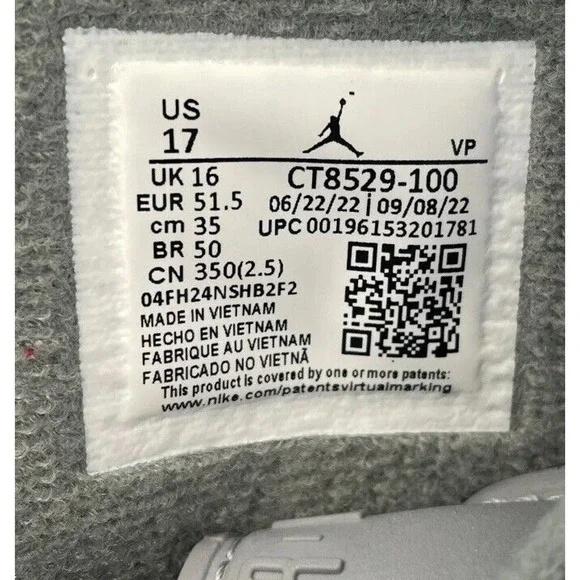 US
17
VP
UK 16
EUR 51.5
cm 35
BR 50
CN 350(2.5)
CT8529-100
06/22/22 | 09/08/22
UPC 00196153201781
04FH24NSHB2F2
MADE IN VIETNAM
HECHO EN VIETNAM
FABRIQUE AU VIETNAM
FABRICADO NO VIETNÃ
This product is covered by one or more patents:
www.nike.com/patentsvirtualmarking